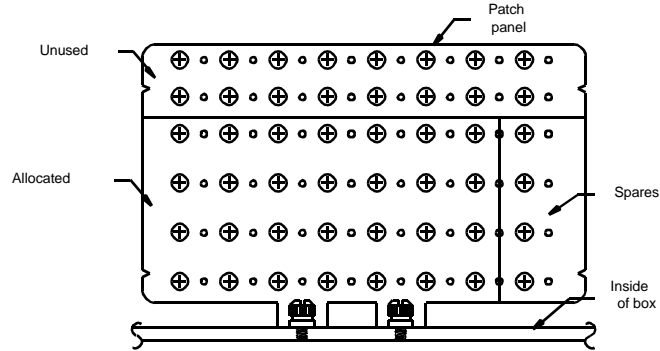 Patch
panel
Unused
Allocated
Spares
Inside
of box